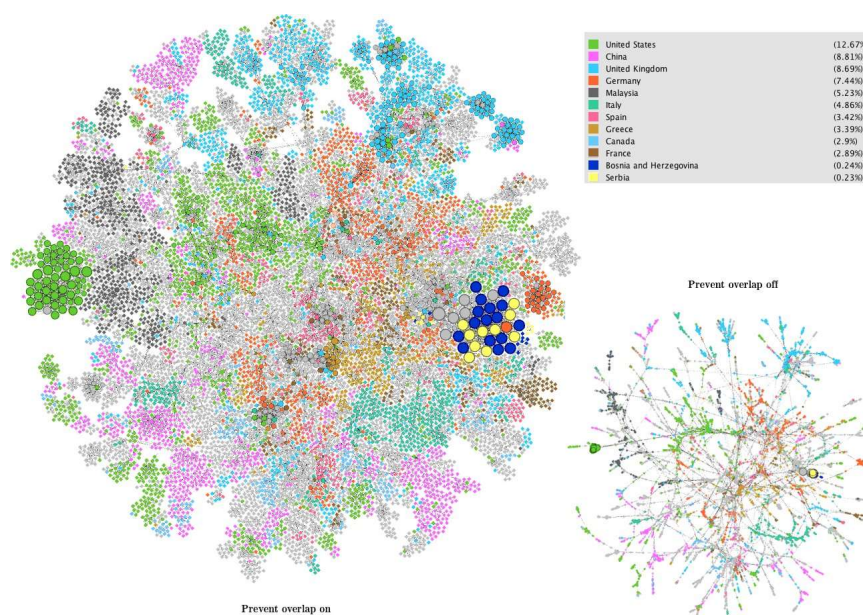 United States (12.67%
China (8.81%)
United Kingdom (8.69%
Germany (7.44%
Malaysia (5.23%
Italy (4.86%
Spain (3.42%
Greece (3.39%
Canada (2.9%)
France (2.89%
Bosnia and Herzegovina (0.24%
Serbia (0.23%
Prevent overlap off
Prevent overlap on